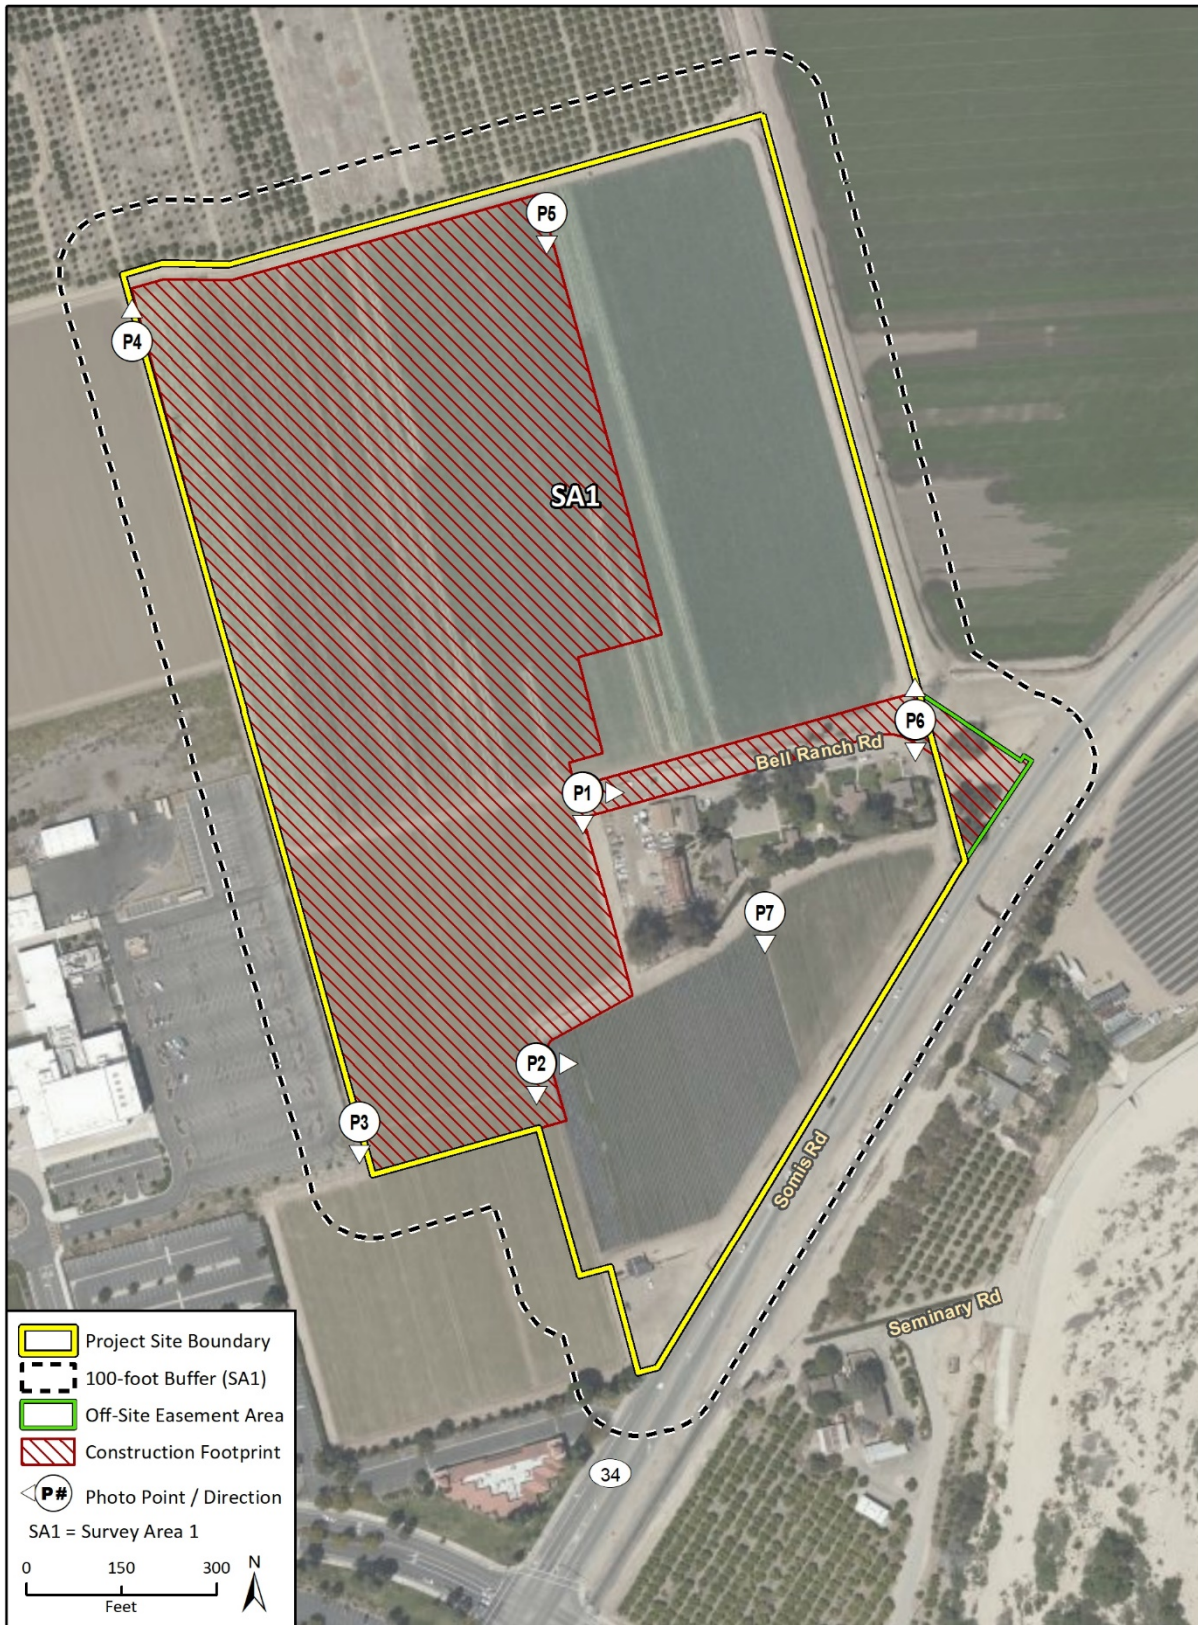 P5
P4
SA1
P6
Bell Ranch Rd
P1
P7
P2
P3
Somis Rd
Seminary Rd
34
Project Site Boundary
100-foot Buffer (SA1)
Off-Site Easement Area
Construction Footprint
P# Photo Point / Direction
SA1 = Survey Area 1
0 150 300
Feet
N